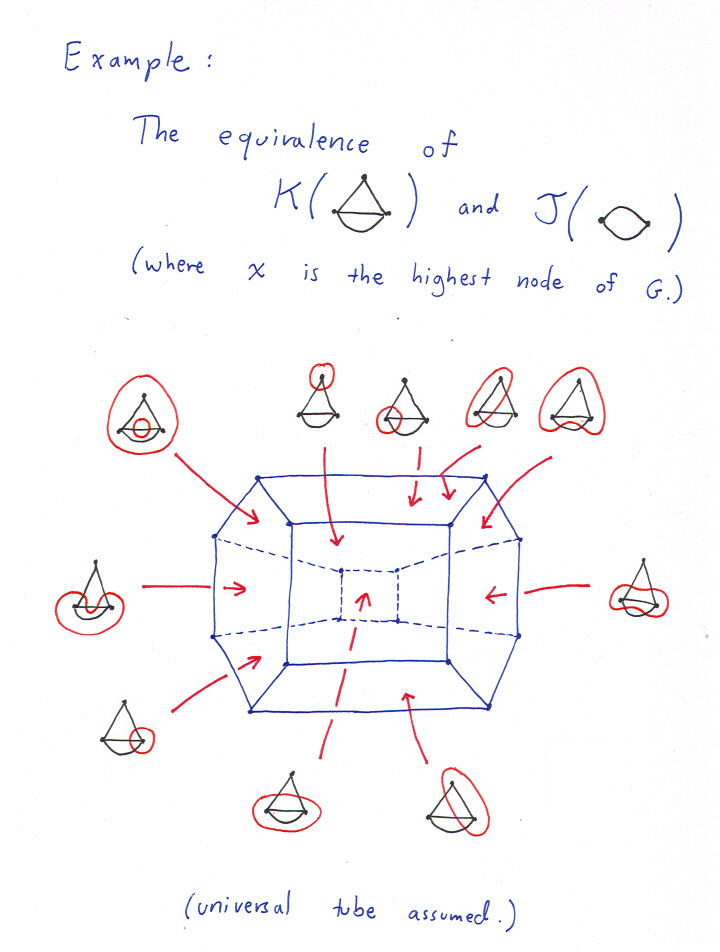 Example:
The equivalence of
K( ) and J( )
(where x is the highest node of G.)
(universal tube assumed.)